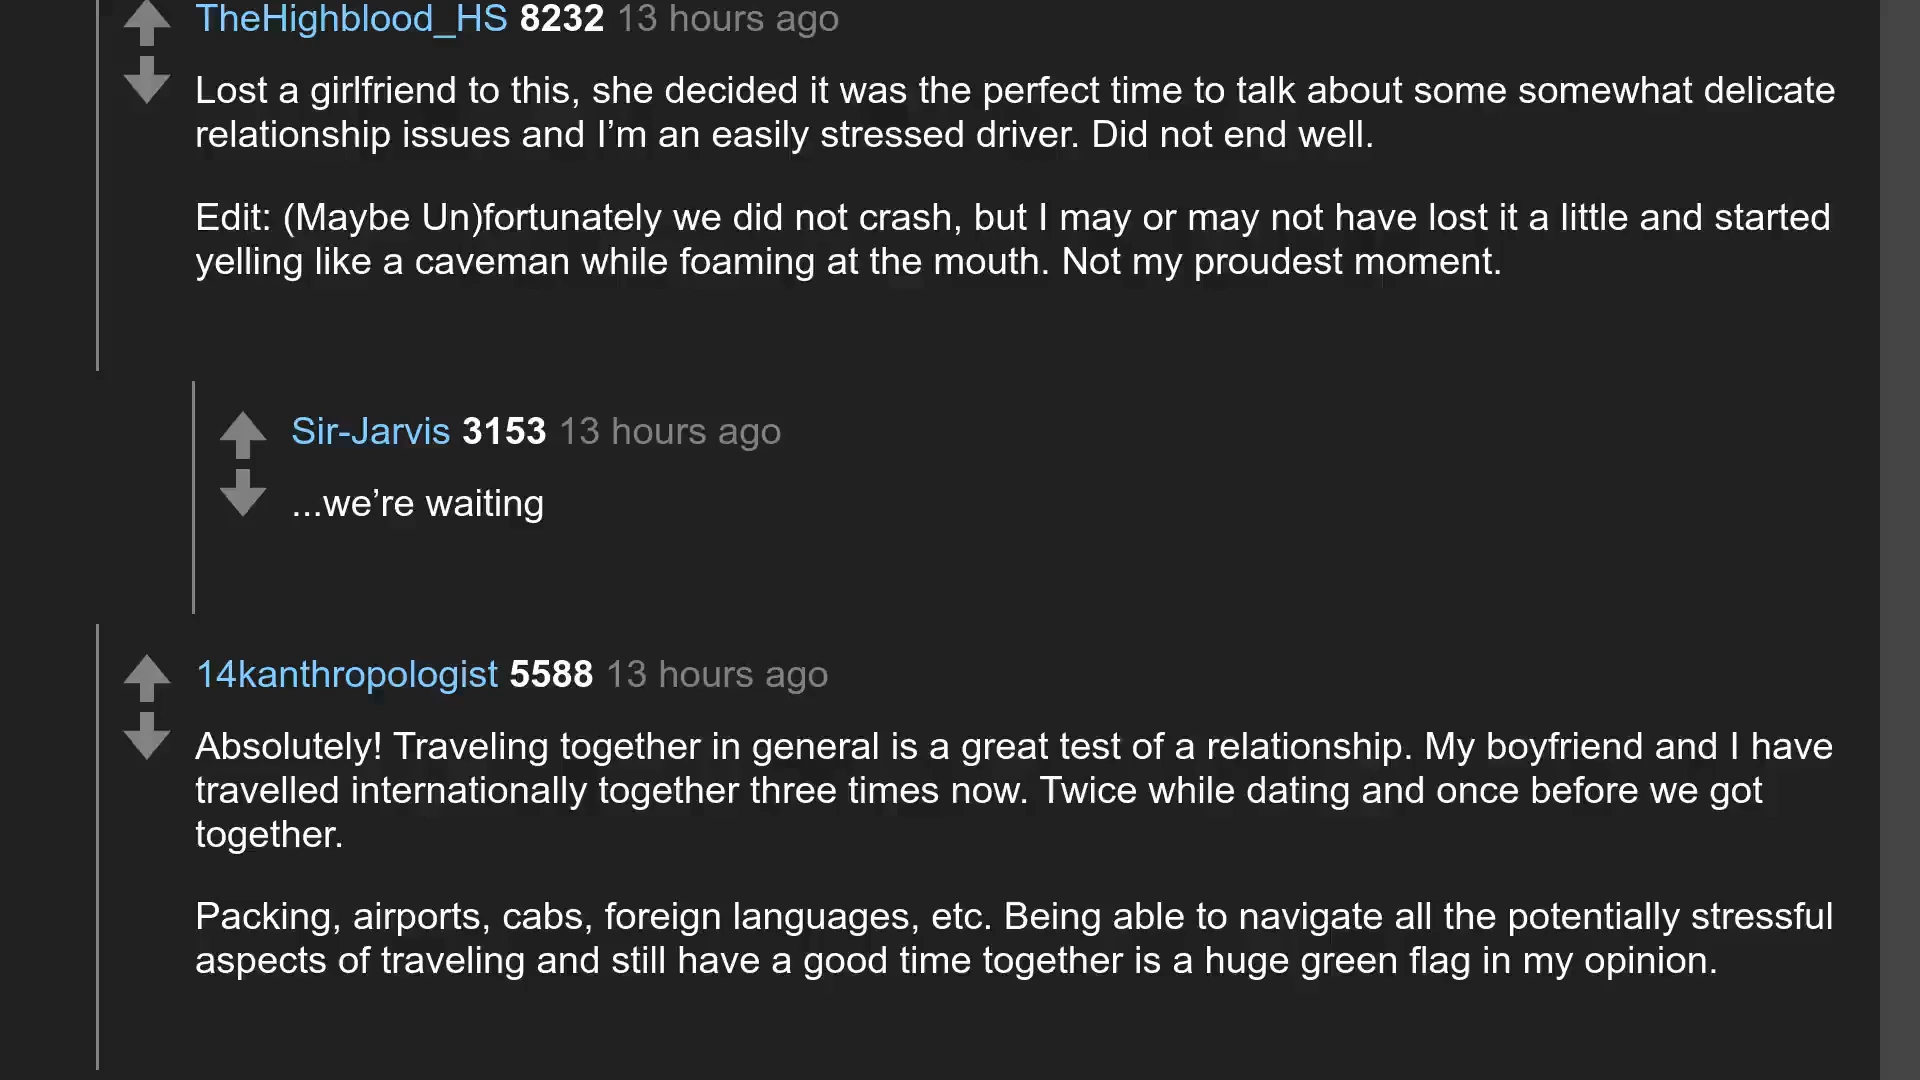 TheHighblood_HS 8232 13 hours ago
Lost a girlfriend to this, she decided it was the perfect time to talk about some somewhat delicate
relationship issues and I’m an easily stressed driver. Did not end well.
Edit: (Maybe Un)fortunately we did not crash, but I may or may not have lost it a little and started
yelling like a caveman while foaming at the mouth. Not my proudest moment.
Sir-Jarvis 3153 13 hours ago
...we’re waiting
14kanthropologist 5588 13 hours ago
Absolutely! Traveling together in general is a great test of a relationship. My boyfriend and I have
travelled internationally together three times now. Twice while dating and once before we got
together.
Packing, airports, cabs, foreign languages, etc. Being able to navigate all the potentially stressful
aspects of traveling and still have a good time together is a huge green flag in my opinion.